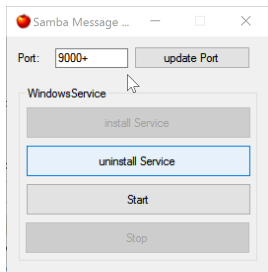 Samba Message ...
Port: 9000+ update Port
WindowsService
install Service
uninstall Service
Start
Stop